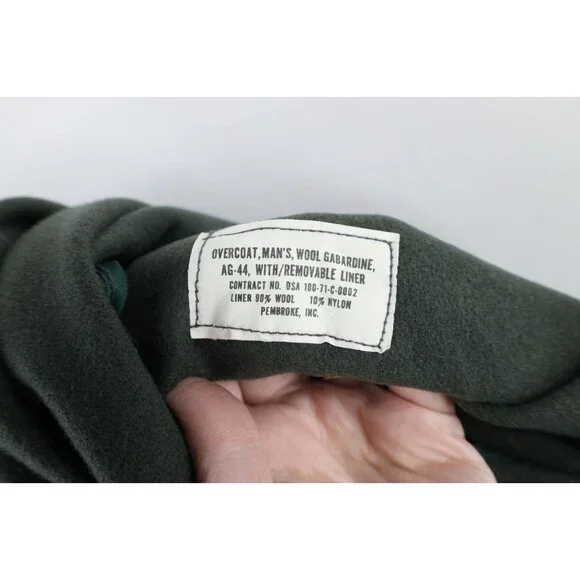 OVERCOAT, MAN'S, WOOL GABARDINE,
AG-44, WITH/REMOVABLE LINER
CONTRACT NO. DSA 100-71-C-0002
LINER 90% WOOL 10% NYLON
PEMBROKE, INC.